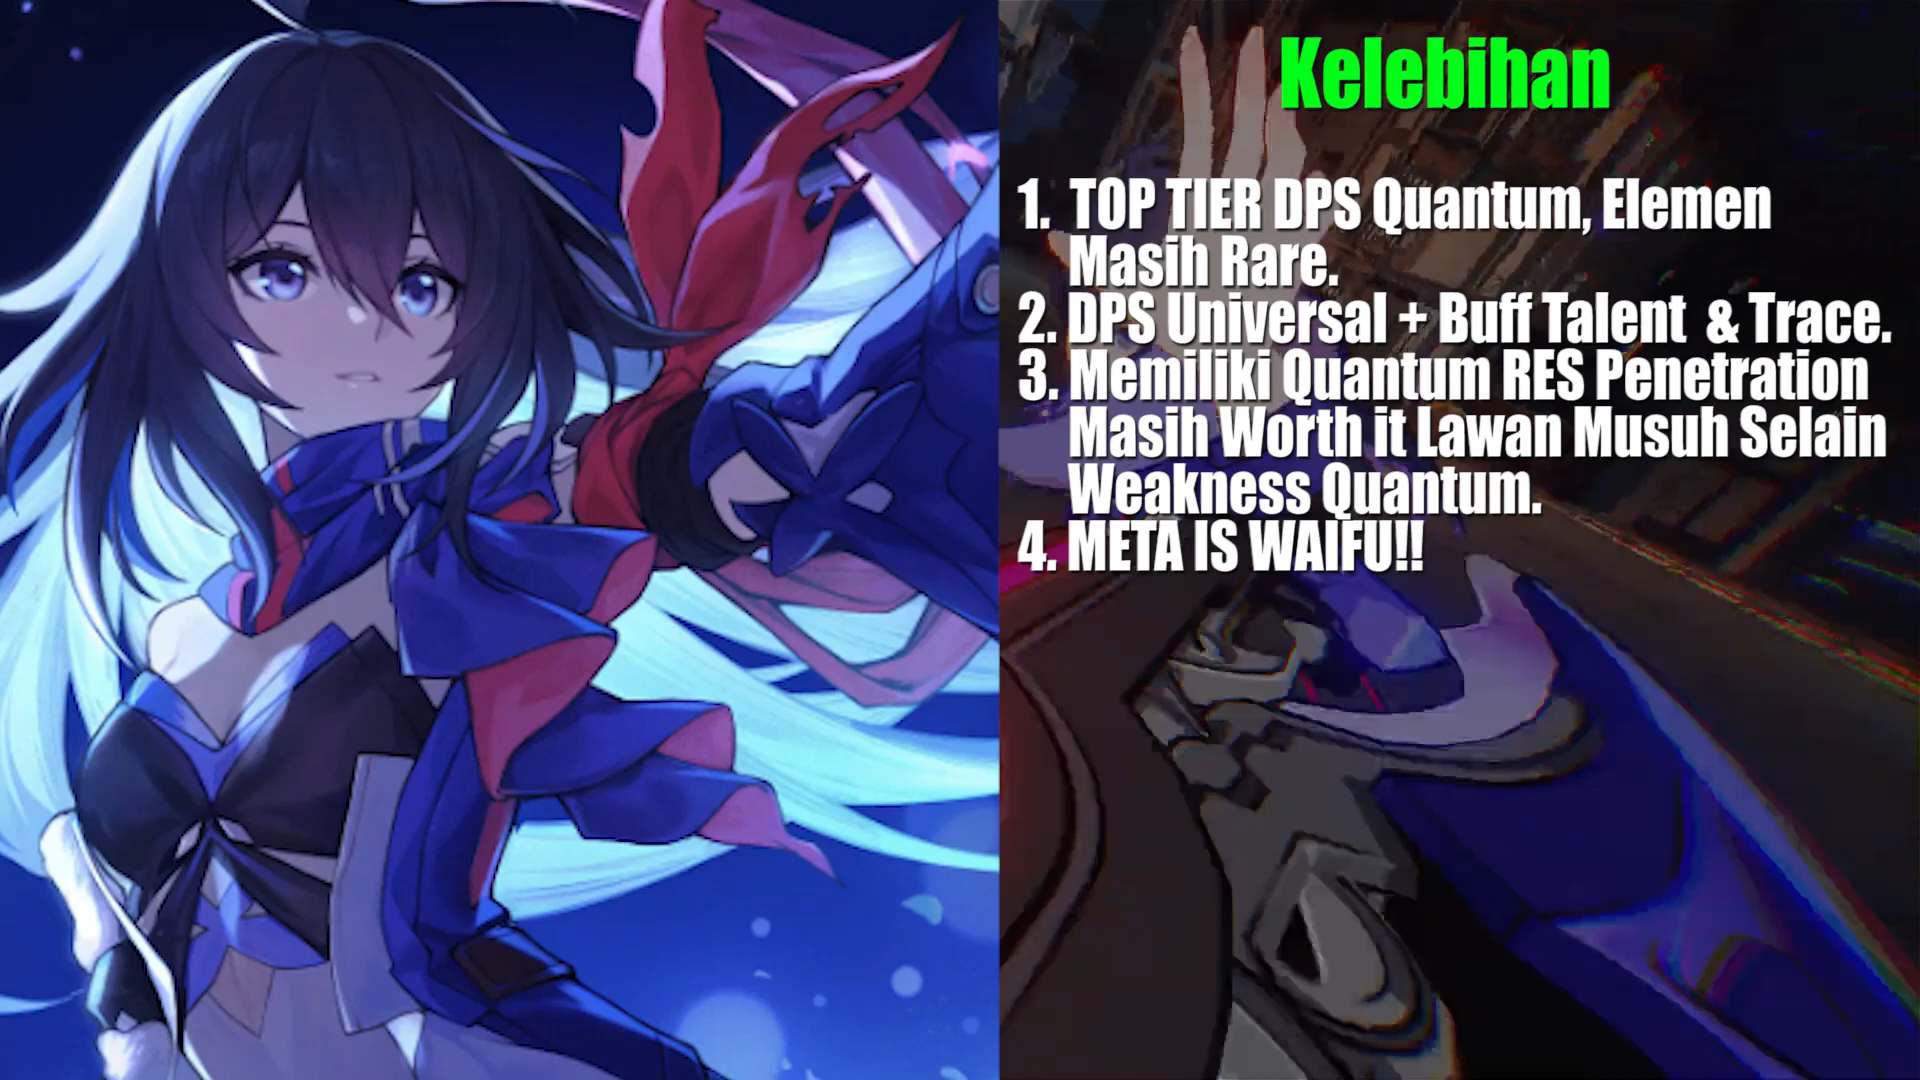 Kelebihan
1. TOP TIER DPS Quantum, Elemen
Masih Rare.
2. DPS Universal + Buff Talent & Trace.
3. Memiliki Quantum RES Penetration
Masih Worth it Lawan Musuh Selain
Weakness Quantum.
4. META IS WAIFU!!